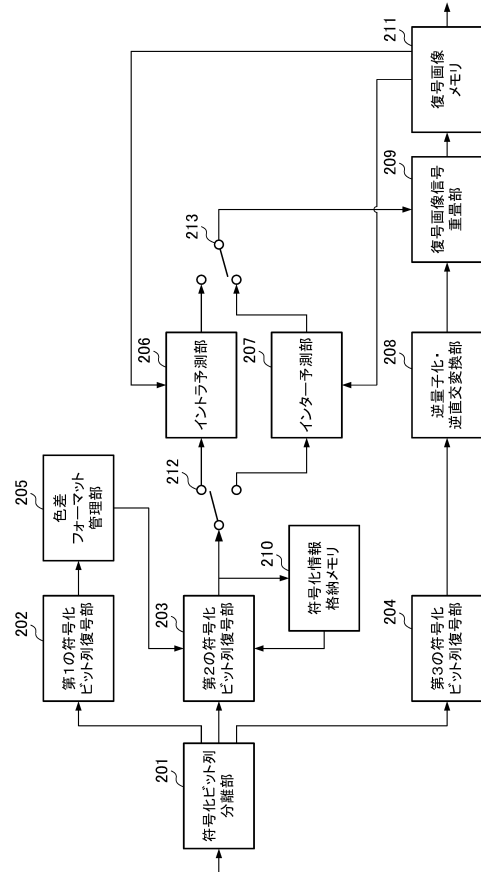 201
符号化ビット列
分離部
202
第1の符号化
ビット列復号部
205
色差
フォーマット
管理部
203
第2の符号化
ビット列復号部
210
符号化情報
格納メモリ
212
206
イントラ予測部
207
インター予測部
213
204
第3の符号化
ビット列復号部
208
逆量子化・
逆直交変換部
209
復号画像信号
重畳部
211
復号画像
メモリ